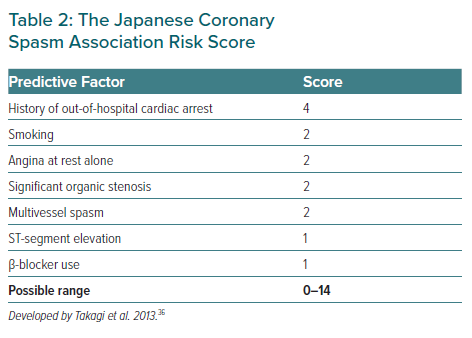 Table 2: The Japanese Coronary
Spasm Association Risk Score
Predictive Factor Score
History of out-of-hospital cardiac arrest 4
Smoking 2
Angina at rest alone 2
Significant organic stenosis 2
Multivessel spasm 2
ST-segment elevation 1
β-blocker use 1
Possible range 0–14
Developed by Takagi et al. 2013.36